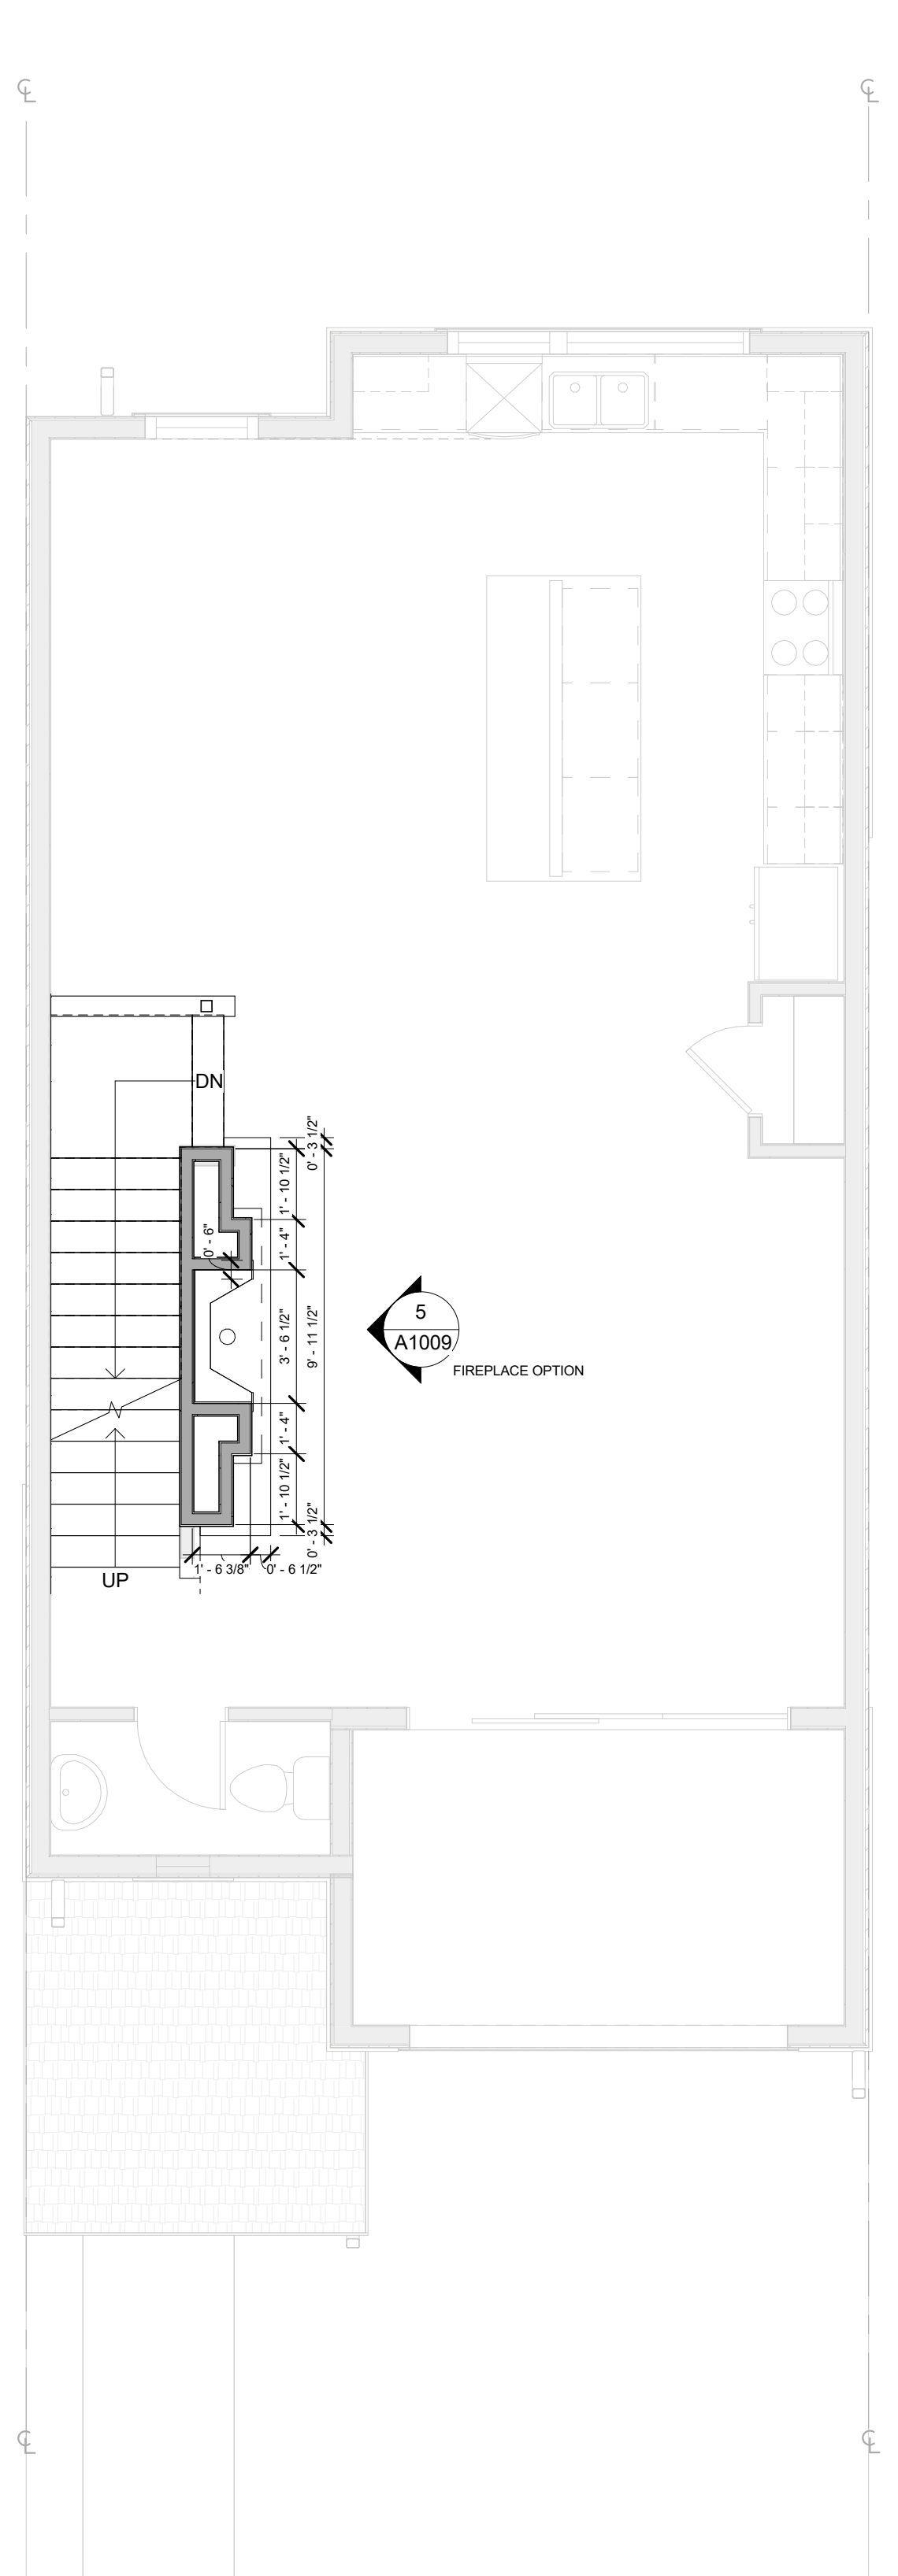 ℄
℄
DN
0' - 3 1/2"
1' - 10 1/2"
0' - 6"
1' - 4"
3' - 6 1/2"
9' - 11 1/2"
5
A1009
FIREPLACE OPTION
1' - 4"
1' - 10 1/2"
0' - 3 1/2"
1' - 6 3/8"
0' - 6 1/2"
UP
℄
℄